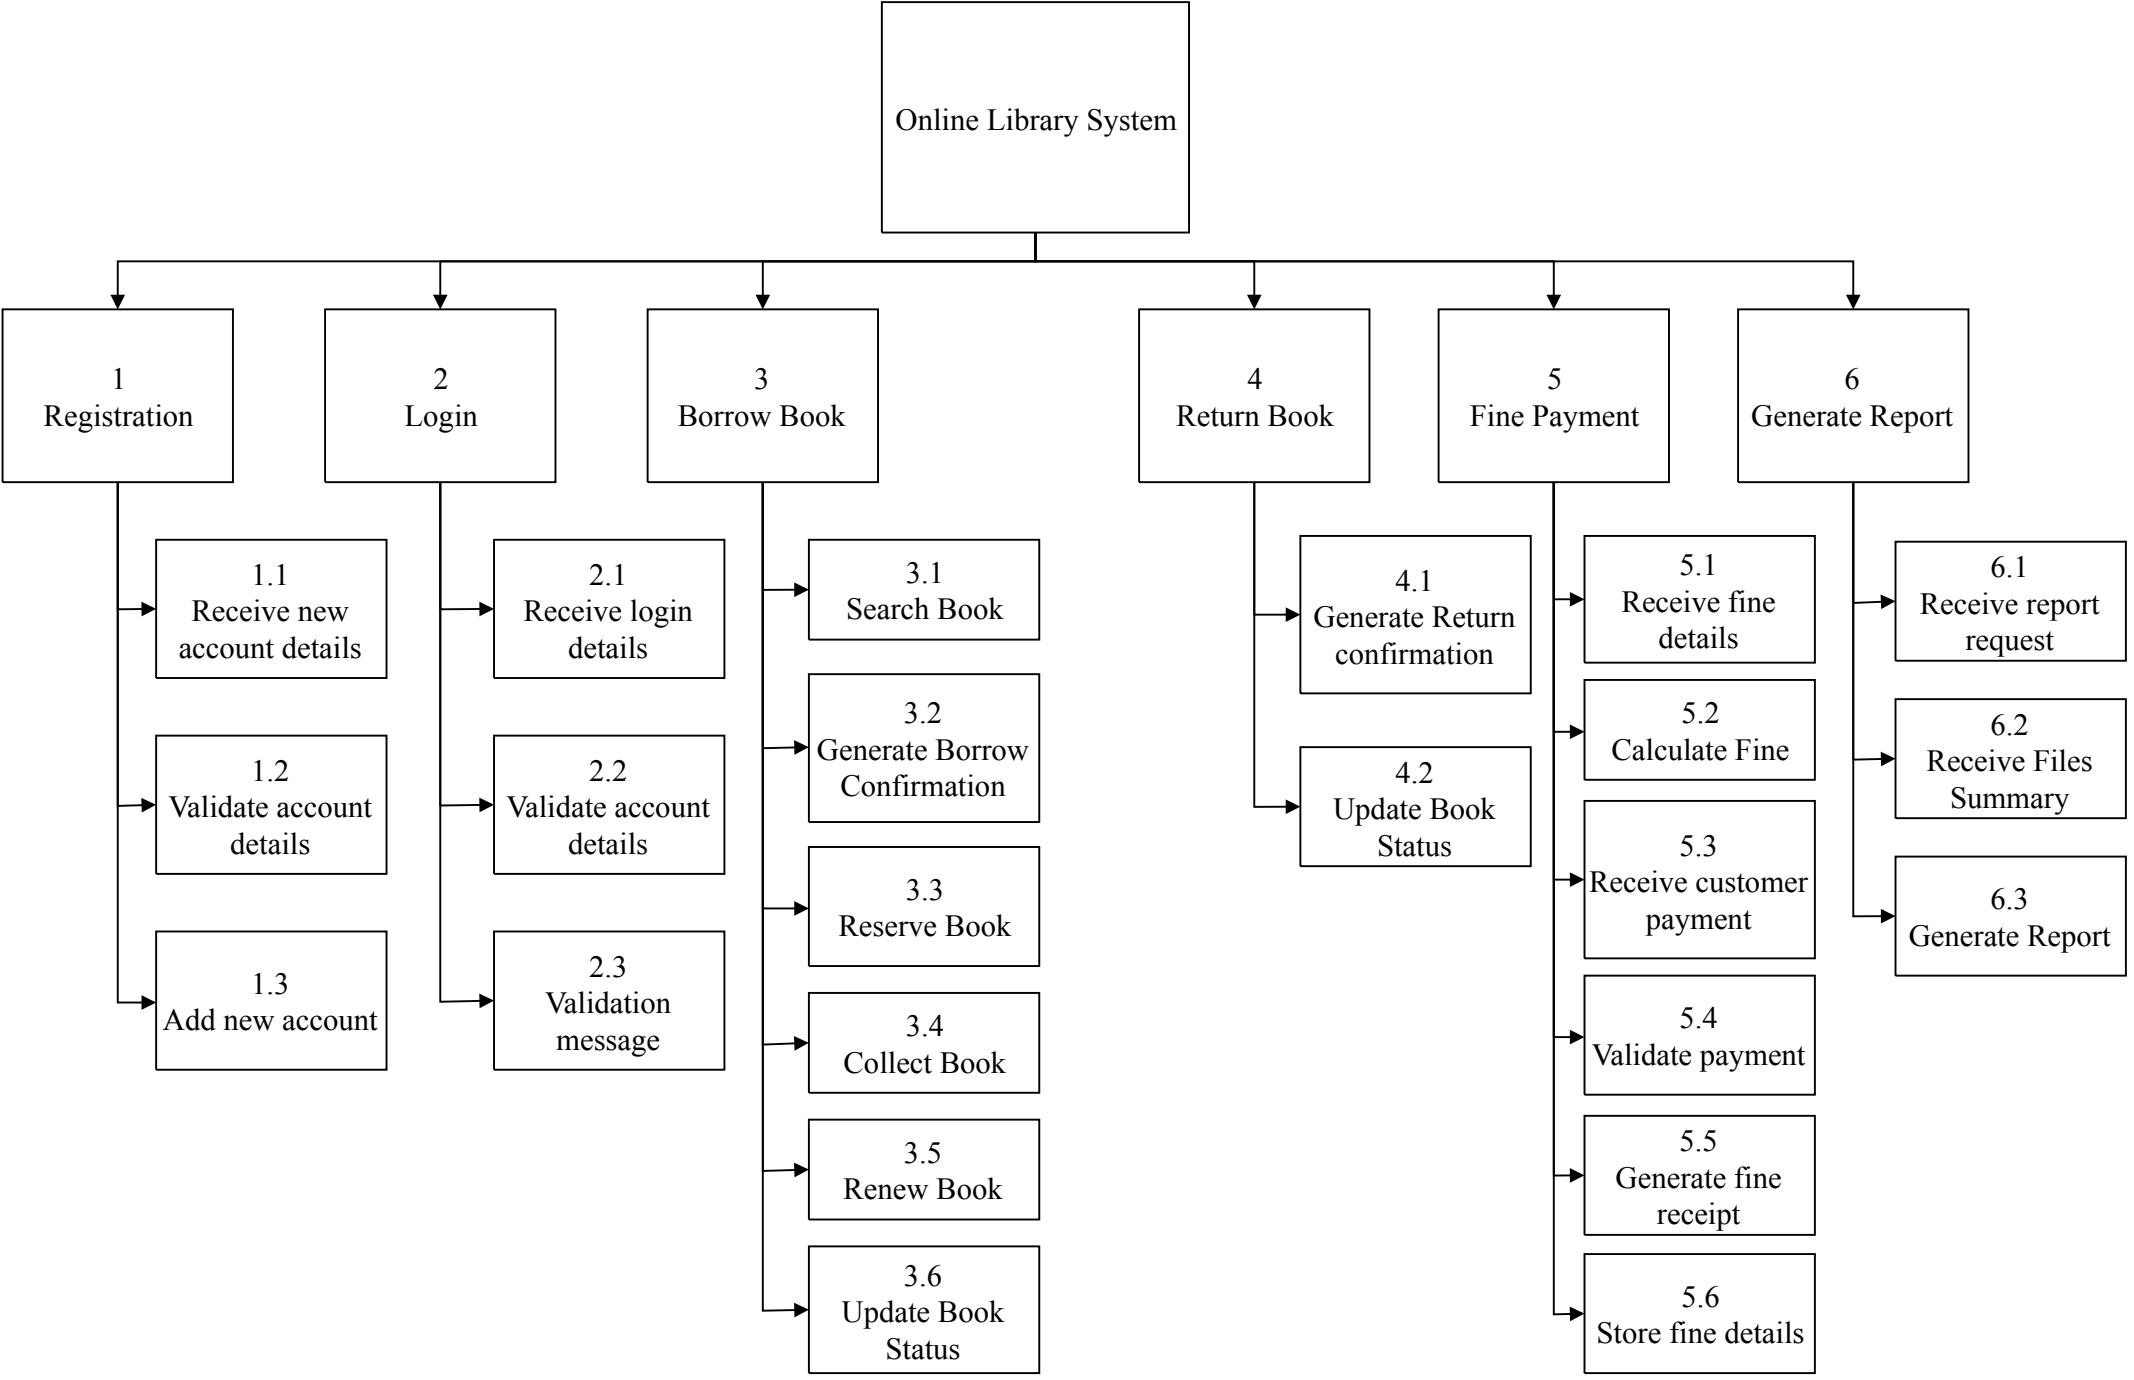 Online Library System
1
Registration
2
Login
3
Borrow Book
4
Return Book
5
Fine Payment
6
Generate Report
1.1
Receive new
account details
1.2
Validate account
details
1.3
Add new account
2.1
Receive login
details
2.2
Validate account
details
2.3
Validation
message
3.1
Search Book
3.2
Generate Borrow
Confirmation
3.3
Reserve Book
3.4
Collect Book
3.5
Renew Book
3.6
Update Book
Status
4.1
Generate Return
confirmation
4.2
Update Book
Status
5.1
Receive fine
details
5.2
Calculate Fine
5.3
Receive customer
payment
5.4
Validate payment
5.5
Generate fine
receipt
5.6
Store fine details
6.1
Receive report
request
6.2
Receive Files
Summary
6.3
Generate Report